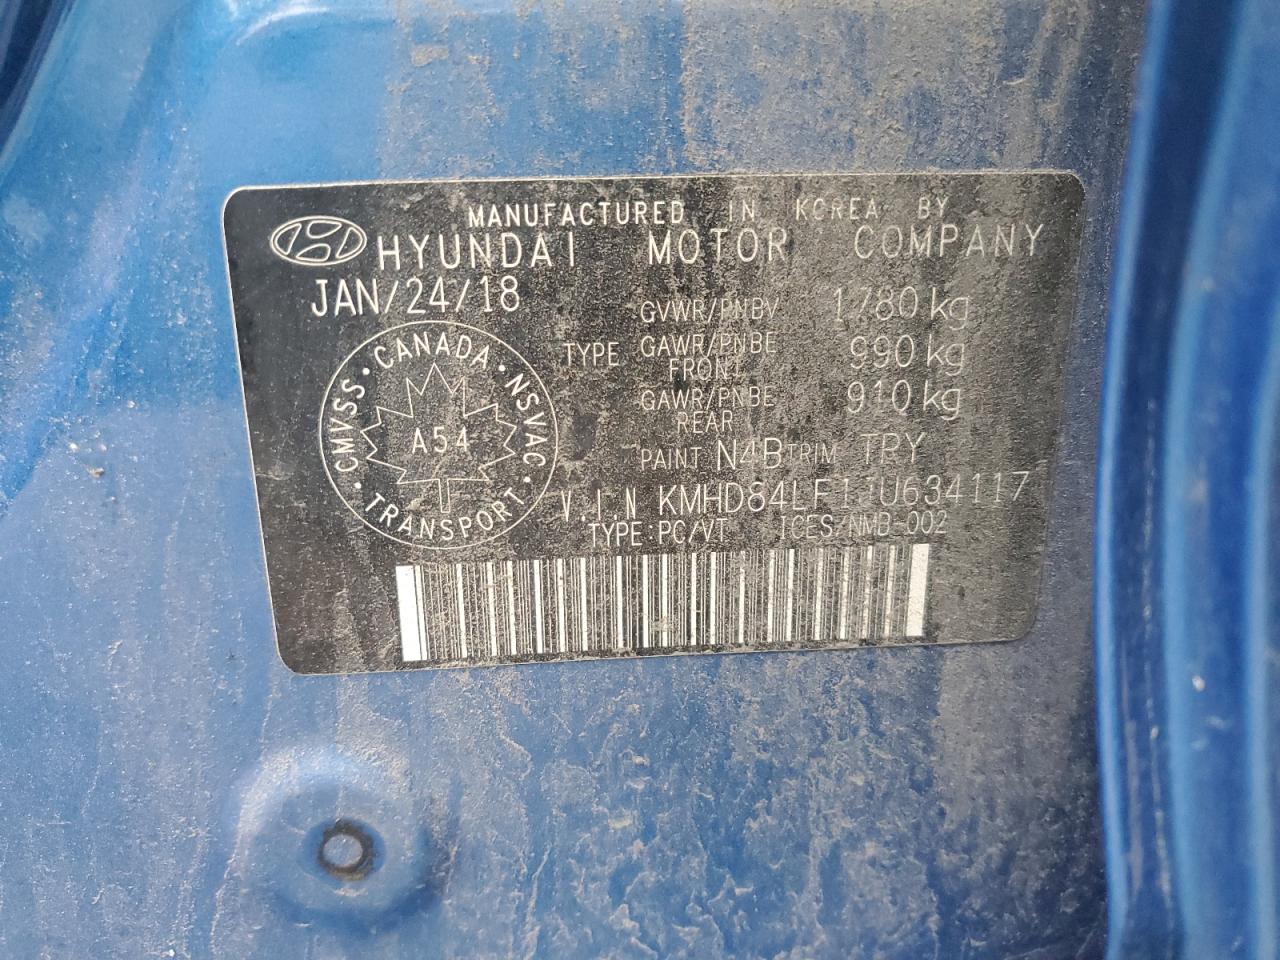 MANUFACTURED IN KOREA BY
HYUNDAI MOTOR COMPANY
JAN/24/18
GVWR/PNBV 1780 kg
TYPE GAWR/PNBE FRONT 990 kg
GAWR/PNBE REAR 910 kg
PAINT N4B TRIM TRY
V.I.N KMHD84LF1JU634117
TYPE:PC/VT ICES/NMB-002
CMVSS · CANADA · NSVAC · TRANSPORT ·
A54